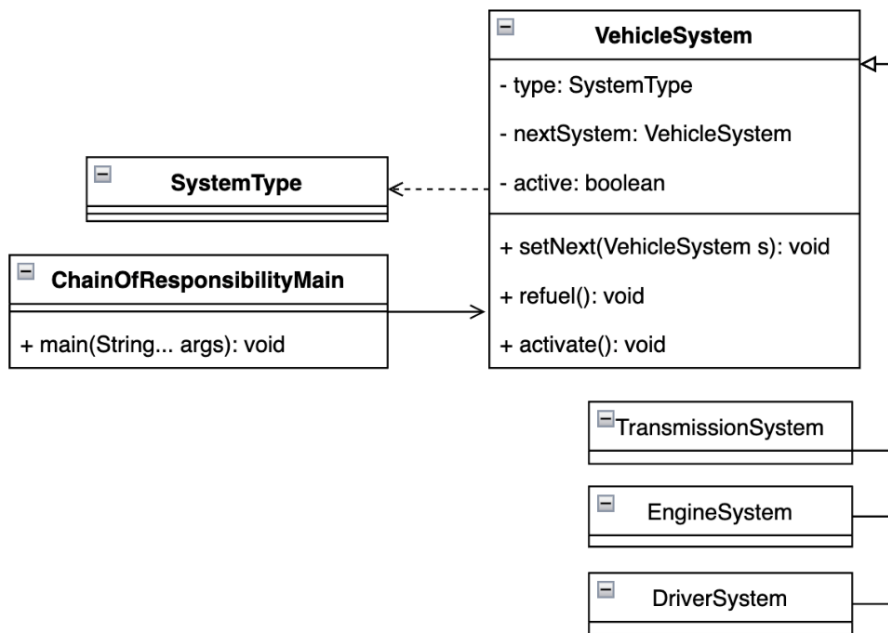 VehicleSystem
- type: SystemType
- nextSystem: VehicleSystem
- active: boolean
+ setNext(VehicleSystem s): void
+ refuel(): void
+ activate(): void
SystemType
ChainOfResponsibilityMain
+ main(String... args): void
TransmissionSystem
EngineSystem
DriverSystem